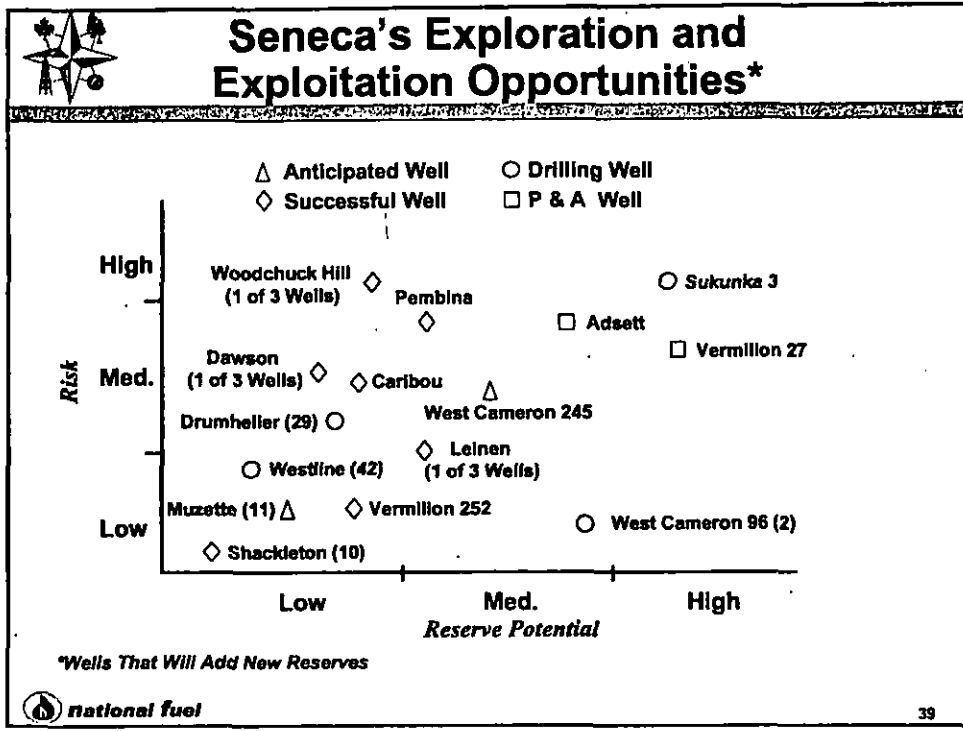 Seneca's Exploration and
Exploitation Opportunities*
△ Anticipated Well
○ Drilling Well
◇ Successful Well
□ P & A Well
High
Woodchuck Hill
(1 of 3 Wells)
Pembina
Sukunka 3
Adsett
Vermilion 27
Risk
Med.
Dawson
(1 of 3 Wells)
Caribou
West Cameron 245
Drumheller (29)
Leinen
(1 of 3 Wells)
Westline (42)
Muzette (11)
Vermilion 252
West Cameron 96 (2)
Low
Shackleton (10)
Low
Med.
High
Reserve Potential
*Wells That Will Add New Reserves
national fuel
39